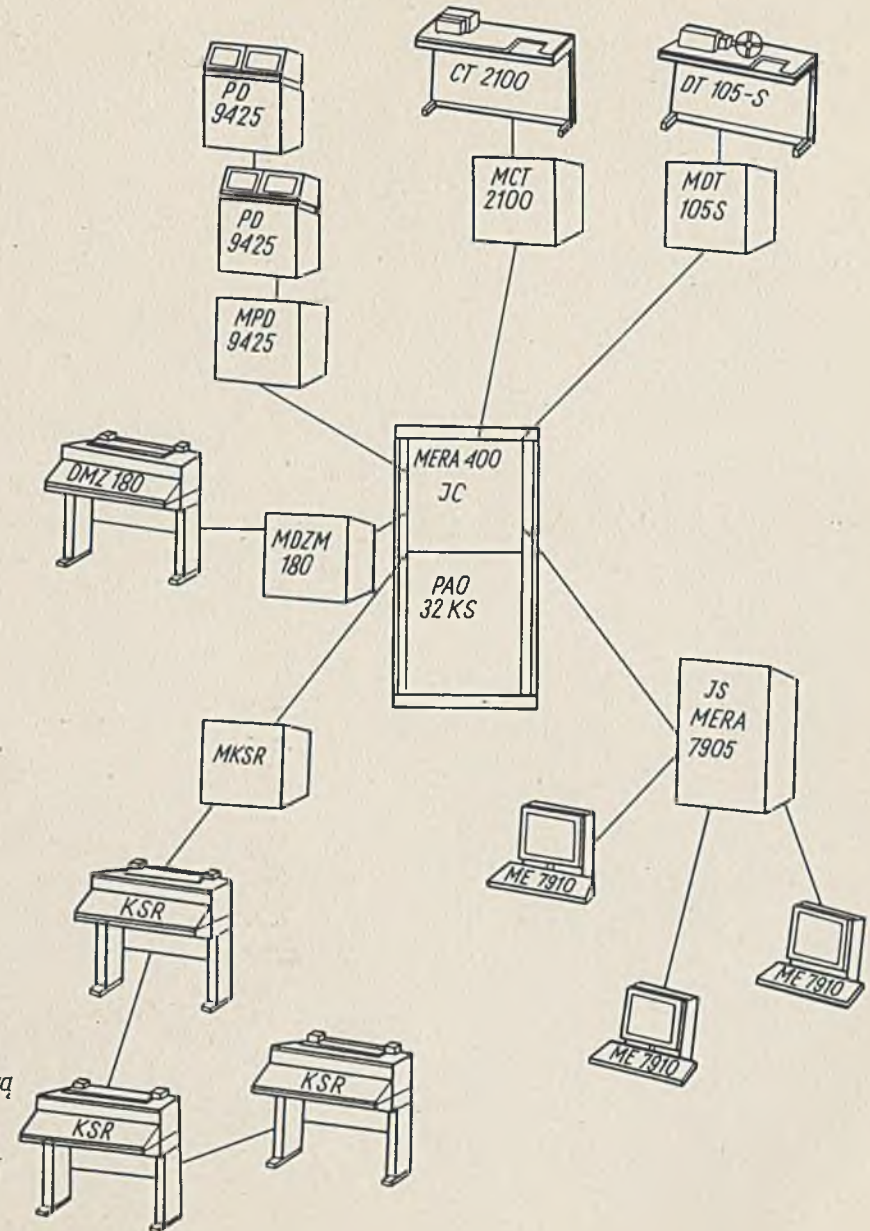 CT 2100
DT 105-S
PD
9425
MCT
2100
MDT
105S
PD
9425
MPD
9425
MERA 400
JC
DMZ 180
MDZM
180
PAO
32 KS
JS
MERA
7905
MKSR
ME 7910
KSR
ME 7910
ME 7910
KSR
KSR